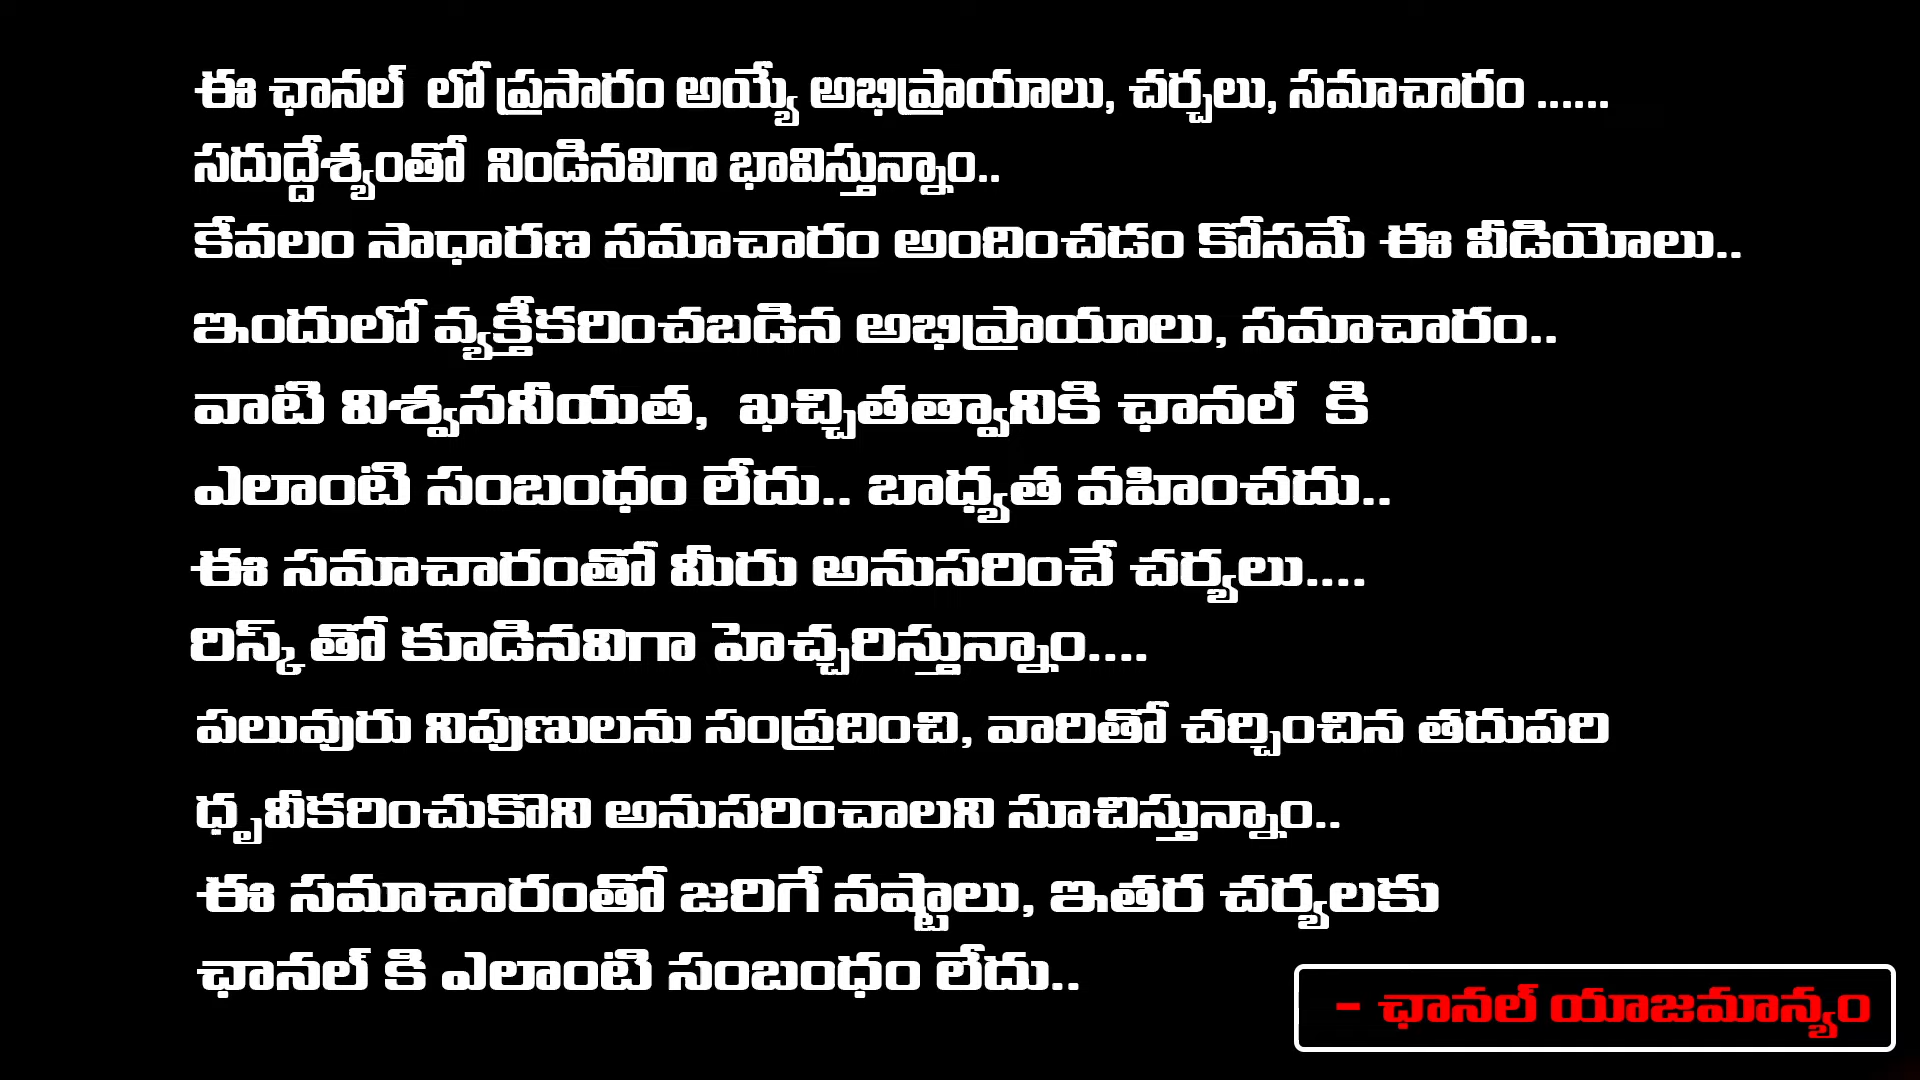 ఈ ఛానల్ లో ప్రసారం అయ్యే అభిప్రాయాలు, చర్చలు, సమాచారం ......
సదుద్దేశ్యంతో నిండినవిగా భావిస్తున్నాం..
కేవలం సాధారణ సమాచారం అందించడం కోసమే ఈ వీడియోలు..
ఇందులో వ్యక్తీకరించబడిన అభిప్రాయాలు, సమాచారం..
వాటి విశ్వసనీయత, ఖచ్చితత్వానికి ఛానల్ కి
ఎలాంటి సంబంధం లేదు.. బాధ్యత వహించదు..
ఈ సమాచారంతో మీరు అనుసరించే చర్యలు....
రిస్క్ తో కూడినవిగా హెచ్చరిస్తున్నాం....
పలువురు నిపుణులను సంప్రదించి, వారితో చర్చించిన తదుపరి
ధృవీకరించుకొని అనుసరించాలని సూచిస్తున్నాం..
ఈ సమాచారంతో జరిగే నష్టాలు, ఇతర చర్యలకు
ఛానల్ కి ఎలాంటి సంబంధం లేదు..
- ఛానల్ యాజమాన్యం